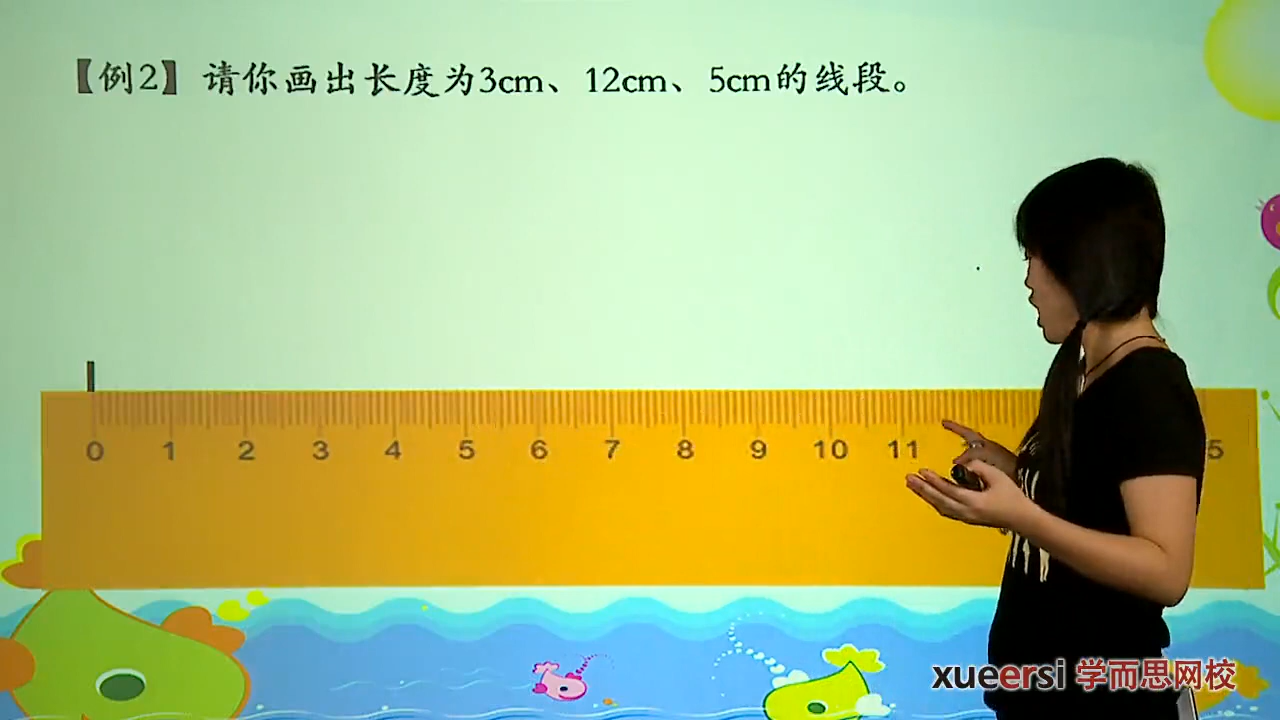 【例2】请你画出长度为3cm、12cm、5cm的线段。
0 1 2 3 4 5 6 7 8 9 10 11 5
xueersi 学而思网校